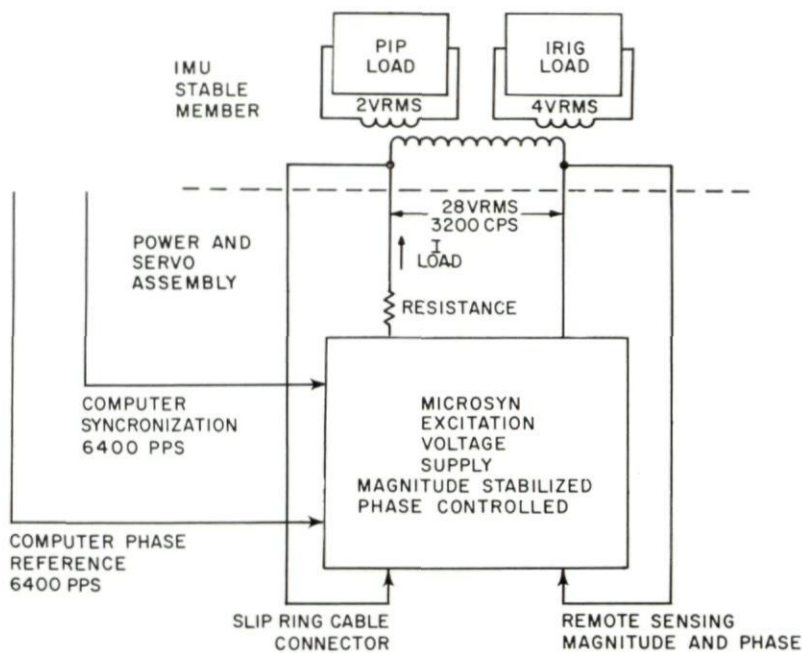 PIP
LOAD
IRIG
LOAD
IMU
STABLE
MEMBER
2VRMS
4VRMS
28VRMS
3200 CPS
I
LOAD
POWER AND
SERVO
ASSEMBLY
RESISTANCE
COMPUTER
SYNCRONIZATION
6400 PPS
MICROSYN
EXCITATION
VOLTAGE
SUPPLY
MAGNITUDE STABILIZED
PHASE CONTROLLED
COMPUTER PHASE
REFERENCE
6400 PPS
SLIP RING CABLE
CONNECTOR
REMOTE SENSING
MAGNITUDE AND PHASE